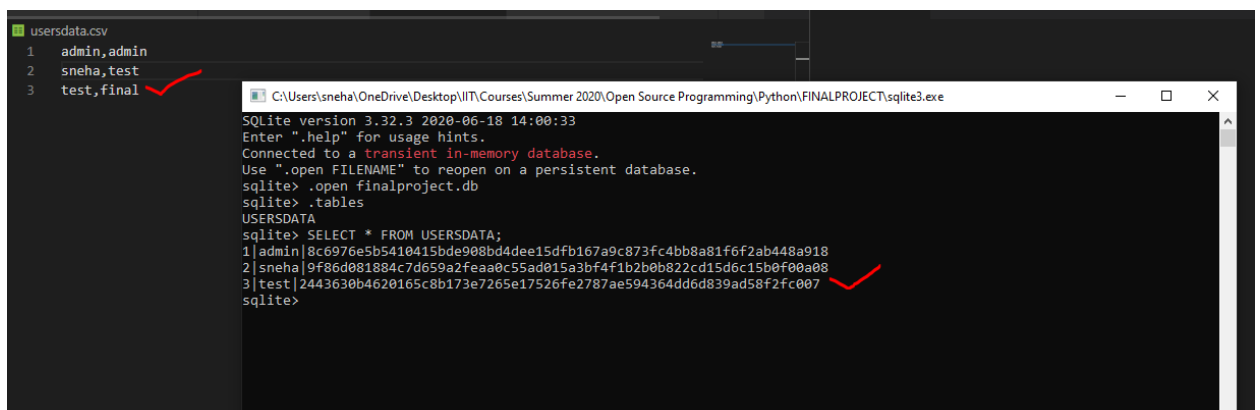 usersdata.csv
1 admin,admin
2 sneha,test
3 test,final
C:\Users\sneha\OneDrive\Desktop\IIT\Courses\Summer 2020\Open Source Programming\Python\FINALPROJECT\sqlite3.exe
SQLite version 3.32.3 2020-06-18 14:00:33
Enter ".help" for usage hints.
Connected to a transient in-memory database.
Use ".open FILENAME" to reopen on a persistent database.
sqlite> .open finalproject.db
sqlite> .tables
USERSDATA
sqlite> SELECT * FROM USERSDATA;
1|admin|8c6976e5b5410415bde908bd4dee15dfb167a9c873fc4bb8a81f6f2ab448a918
2|sneha|9f86d081884c7d659a2feaa0c55ad015a3bf4f1b2b0b822cd15d6c15b0f00a08
3|test|2443630b4620165c8b173e7265e17526fe2787ae594364dd6d839ad58f2fc007
sqlite>